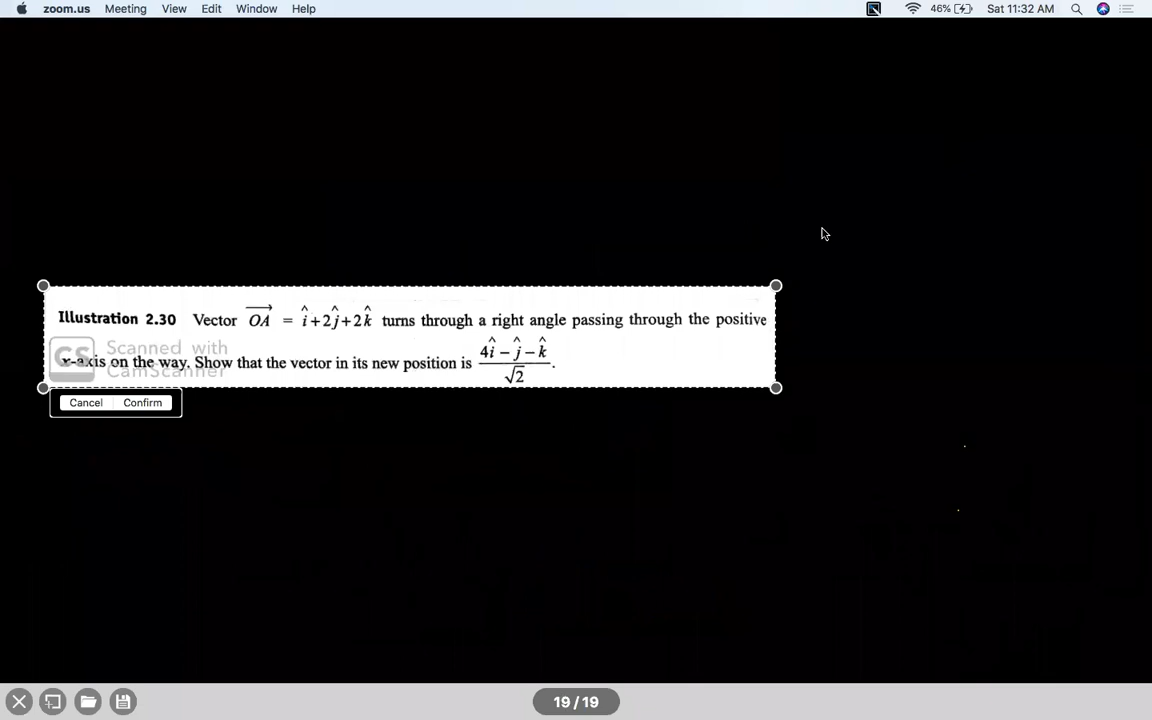 zoom.us Meeting View Edit Window Help 46% Sat 11:32 AM
Illustration 2.30 Vector \overrightarrow{OA} = \hat{i}+2\hat{j}+2\hat{k} turns through a right angle passing through the positive
x-axis on the way. Show that the vector in its new position is \frac{4\hat{i}-\hat{j}-\hat{k}}{\sqrt{2}}.
CS Scanned with
CamScanner
Cancel Confirm
19 / 19